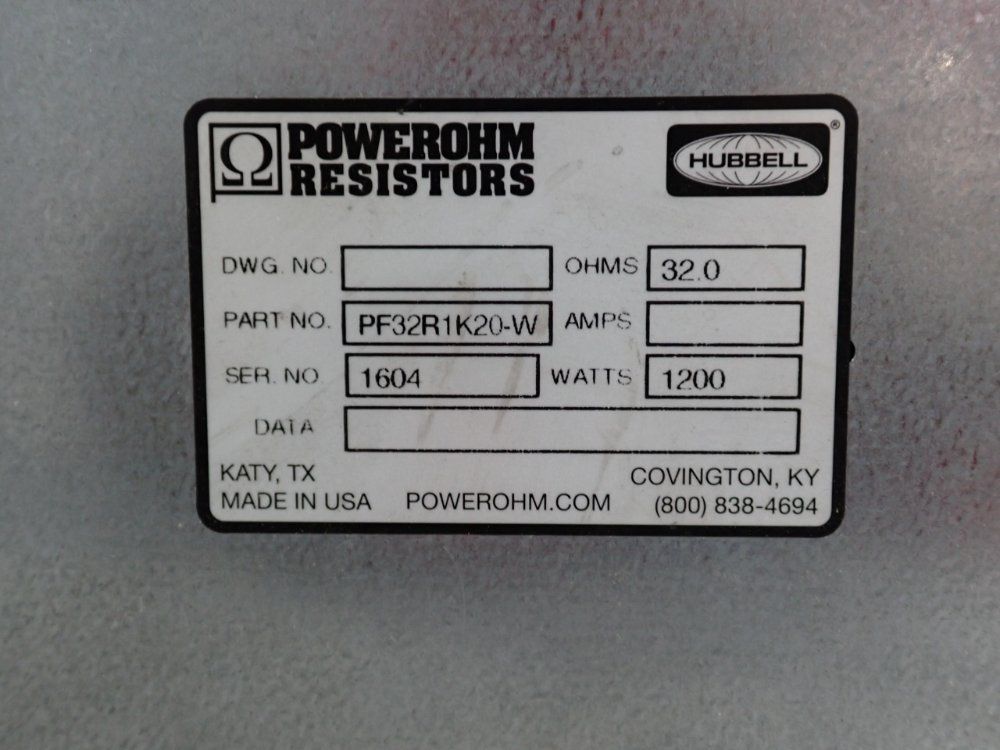 Ω POWEROHM
RESISTORS
HUBBELL®
DWG. NO. OHMS 32.0
PART NO. PF32R1K20-W AMPS
SER. NO. 1604 WATTS 1200
DATA
KATY, TX COVINGTON, KY
MADE IN USA POWEROHM.COM (800) 838-4694